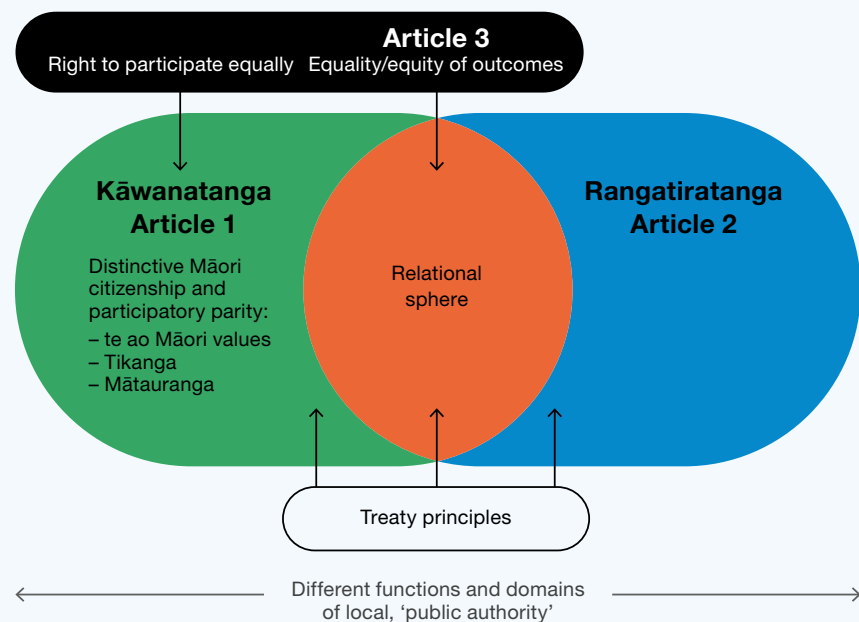 Article 3
Right to participate equally
Equality/equity of outcomes
Kāwanatanga
Article 1
Distinctive Māori
citizenship and
participatory parity:
– te ao Māori values
– Tikanga
– Mātauranga
Relational
sphere
Rangatiratanga
Article 2
Treaty principles
Different functions and domains
of local, ‘public authority’